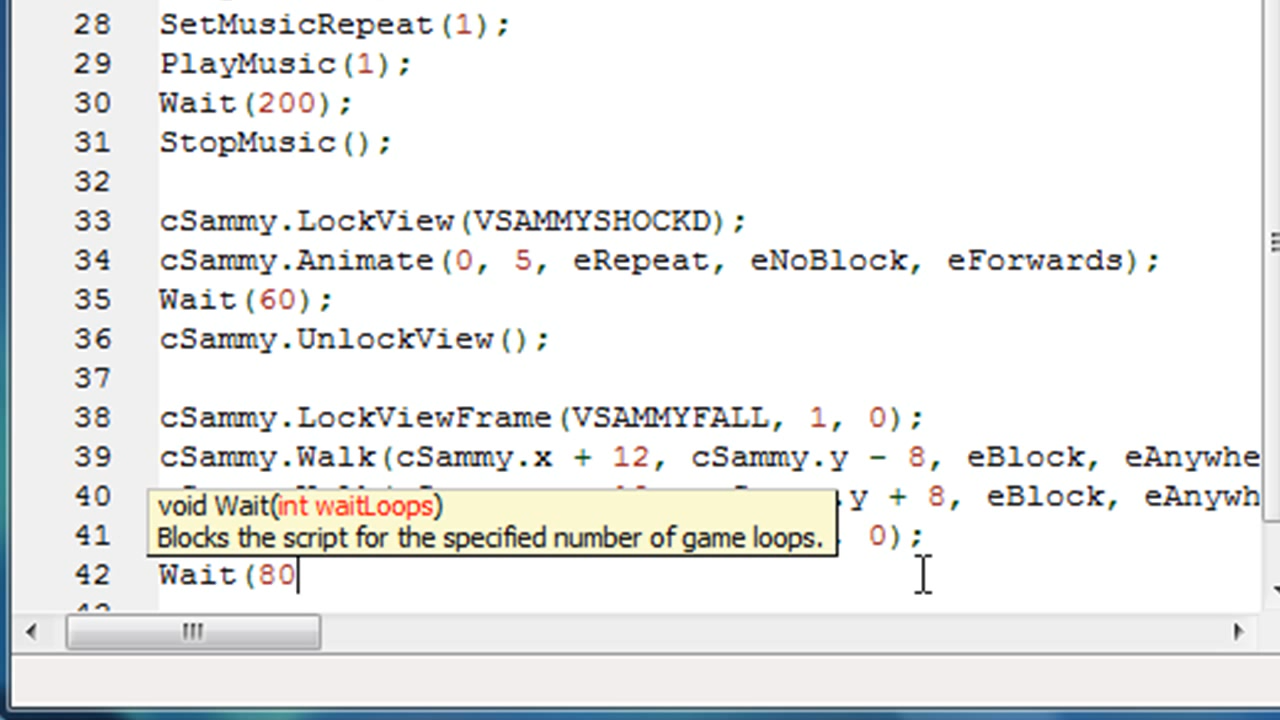 28 SetMusicRepeat(1);
29 PlayMusic(1);
30 Wait(200);
31 StopMusic();
32
33 cSammy.LockView(VSAMMYSHOCKD);
34 cSammy.Animate(0, 5, eRepeat, eNoBlock, eForwards);
35 Wait(60);
36 cSammy.UnlockView();
37
38 cSammy.LockViewFrame(VSAMMYFALL, 1, 0);
39 cSammy.Walk(cSammy.x + 12, cSammy.y - 8, eBlock, eAnywhe
40 .y + 8, eBlock, eAnywh
void Wait(int waitLoops)
Blocks the script for the specified number of game loops.
41 0);
42 Wait(80